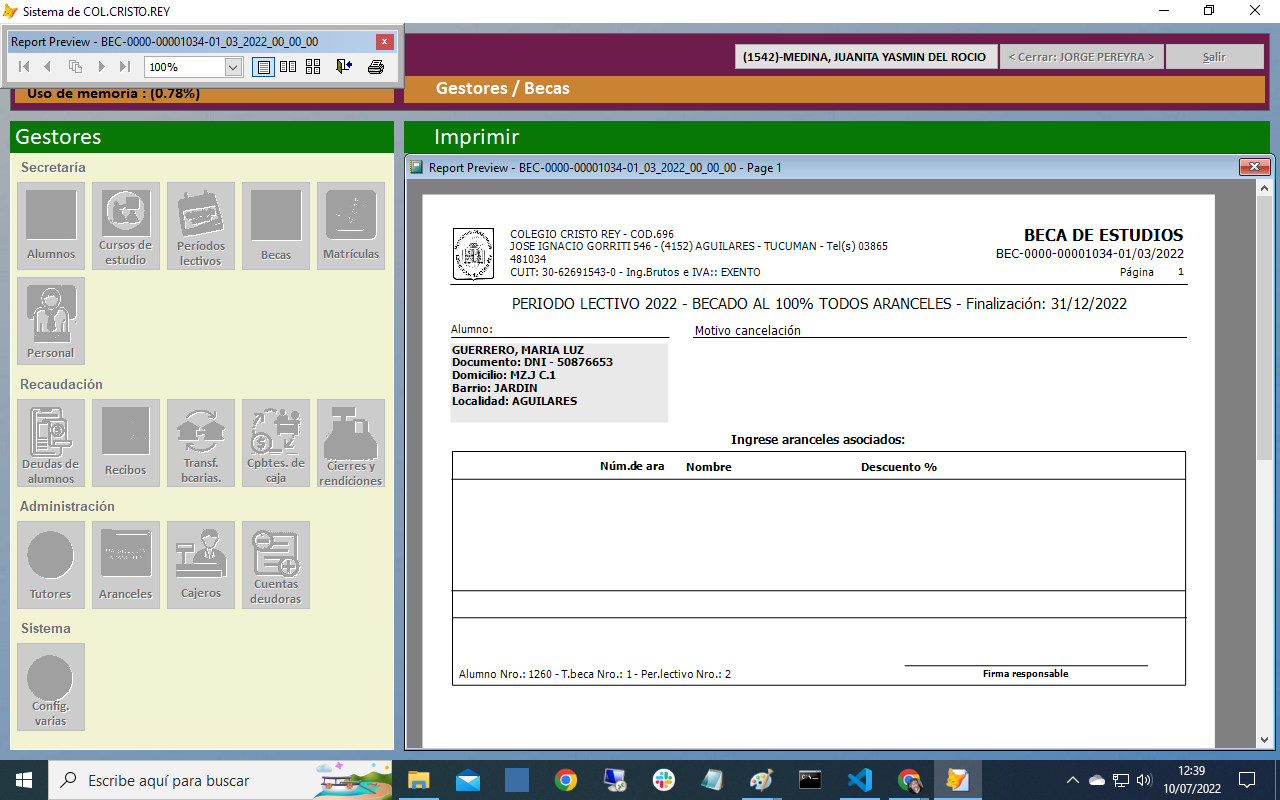 Sistema de COL.CRISTO.REY
Report Preview - BEC-0000-00001034-01_03_2022_00_00_00
100%
(1542)-MEDINA, JUANITA YASMIN DEL ROCIO
< Cerrar: JORGE PEREYRA >
Salir
Uso de memoria : (0.78%)
Gestores / Becas
Gestores
Imprimir
Secretaría
Alumnos
Cursos de
estudio
Períodos
lectivos
Becas
Matrículas
Personal
Recaudación
Deudas de
alumnos
Recibos
Transf.
bcarias.
Cpbtes. de
caja
Cierres y
rendiciones
Administración
Tutores
Aranceles
Cajeros
Cuentas
deudoras
Sistema
Config.
varias
Report Preview - BEC-0000-00001034-01_03_2022_00_00_00 - Page 1
COLEGIO CRISTO REY - COD.696
JOSE IGNACIO GORRITI 546 - (4152) AGUILARES - TUCUMAN - Tel(s) 03865
481034
CUIT: 30-62691543-0 - Ing.Brutos e IVA:: EXENTO
BECA DE ESTUDIOS
BEC-0000-00001034-01/03/2022
Página 1
PERIODO LECTIVO 2022 - BECADO AL 100% TODOS ARANCELES - Finalización: 31/12/2022
Alumno:
Motivo cancelación
GUERRERO, MARIA LUZ
Documento: DNI - 50876653
Domicilio: MZ.J C.1
Barrio: JARDIN
Localidad: AGUILARES
Ingrese aranceles asociados:
Núm.de ara Nombre Descuento %
Alumno Nro.: 1260 - T.beca Nro.: 1 - Per.lectivo Nro.: 2
Firma responsable
Escribe aquí para buscar
12:39
10/07/2022